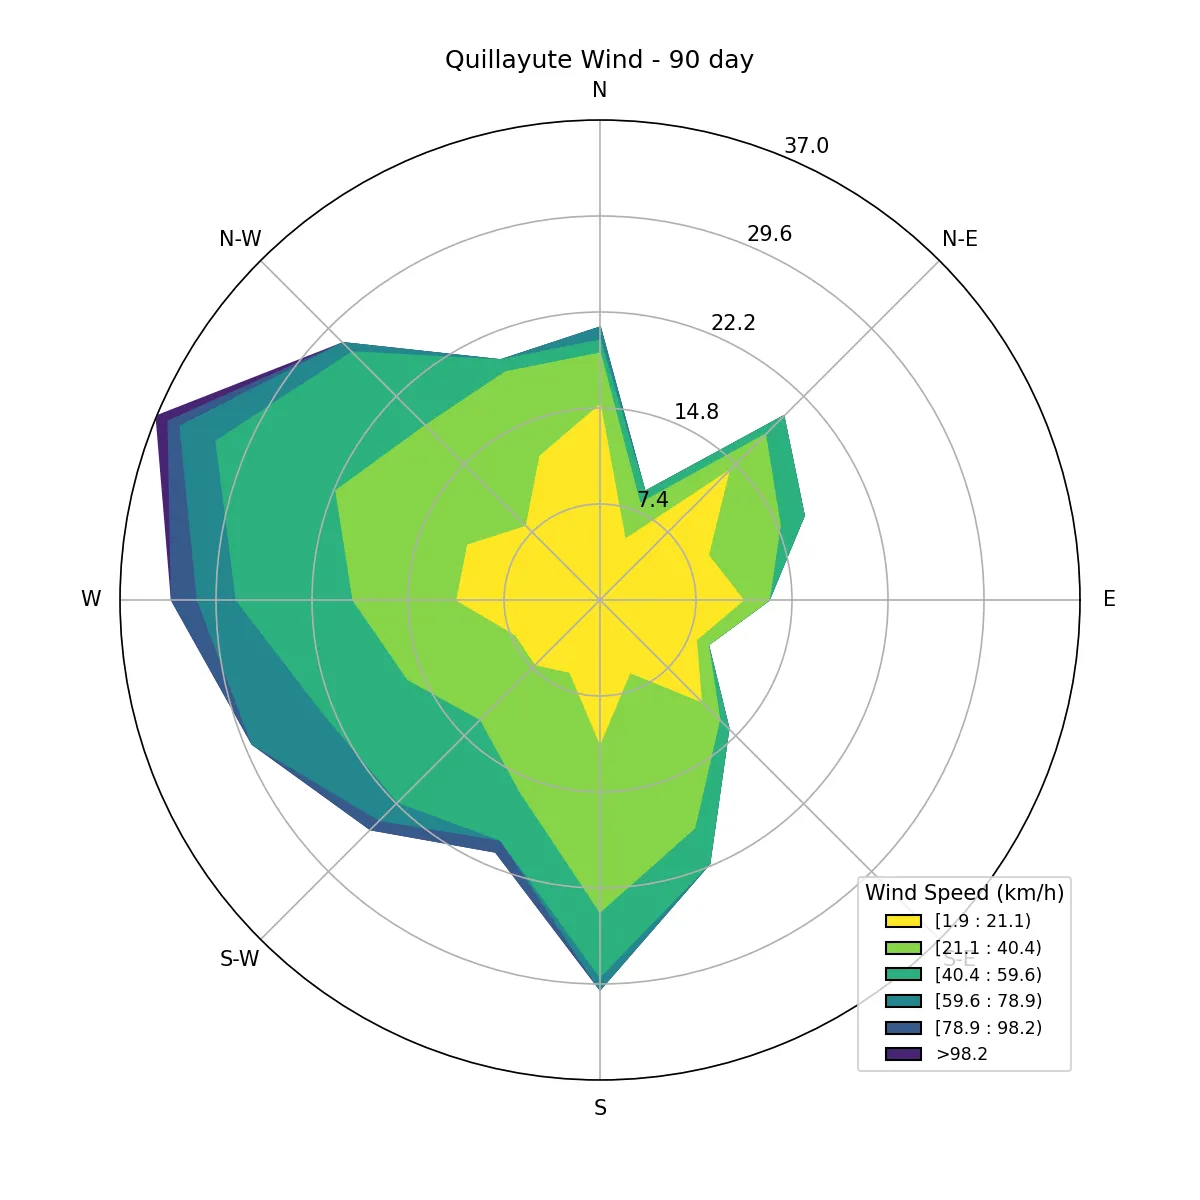 Quillayute Wind - 90 day
N
37.0
N-W
N-E
29.6
22.2
14.8
7.4
W
E
S-W
S-E
Wind Speed (km/h)
[1.9 : 21.1)
[21.1 : 40.4)
[40.4 : 59.6)
[59.6 : 78.9)
[78.9 : 98.2)
>98.2
S